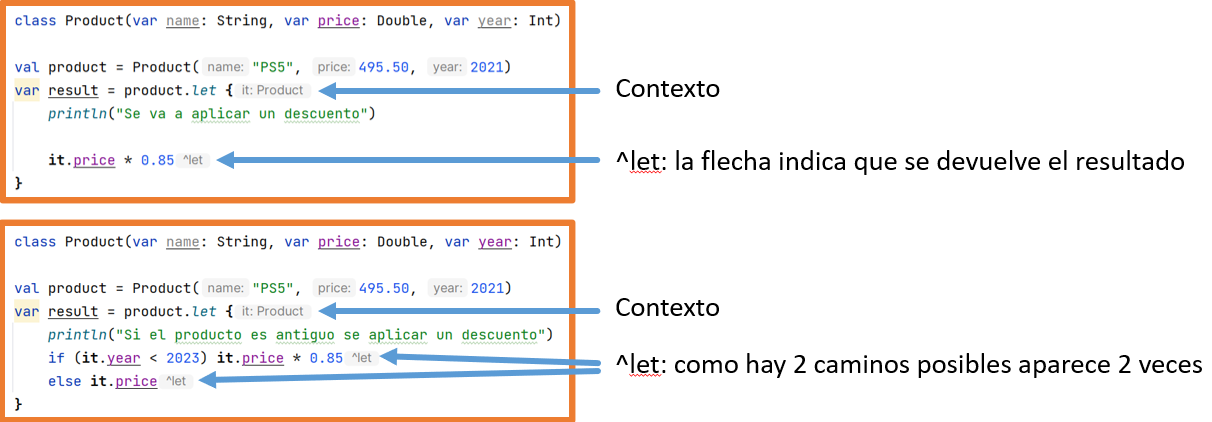 class Product(var name: String, var price: Double, var year: Int)
val product = Product( name: "PS5", price: 495.50, year: 2021)
var result = product.let { it: Product
Contexto
println("Se va a aplicar un descuento")
it.price * 0.85 ^let
^let: la flecha indica que se devuelve el resultado
}
class Product(var name: String, var price: Double, var year: Int)
val product = Product( name: "PS5", price: 495.50, year: 2021)
var result = product.let { it: Product
Contexto
println("Si el producto es antiguo se aplicar un descuento")
if (it.year < 2023) it.price * 0.85 ^let
^let: como hay 2 caminos posibles aparece 2 veces
else it.price ^let
}